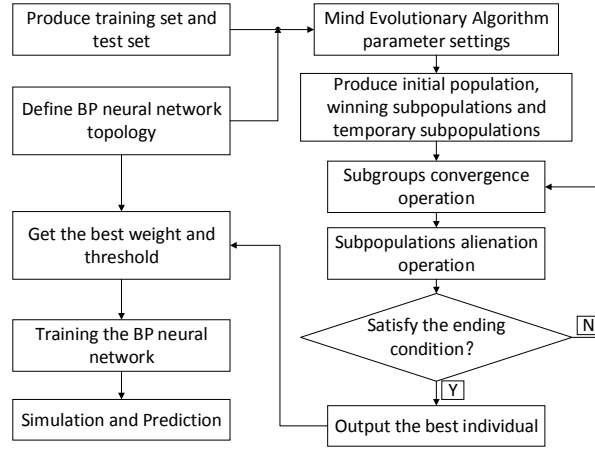 Produce training set and
test set
Define BP neural network
topology
Get the best weight and
threshold
Training the BP neural
network
Simulation and Prediction
Mind Evolutionary Algorithm
parameter settings
Produce initial population,
winning subpopulations and
temporary subpopulations
Subgroups convergence
operation
Subpopulations alienation
operation
Satisfy the ending
condition?
N
Y
Output the best individual